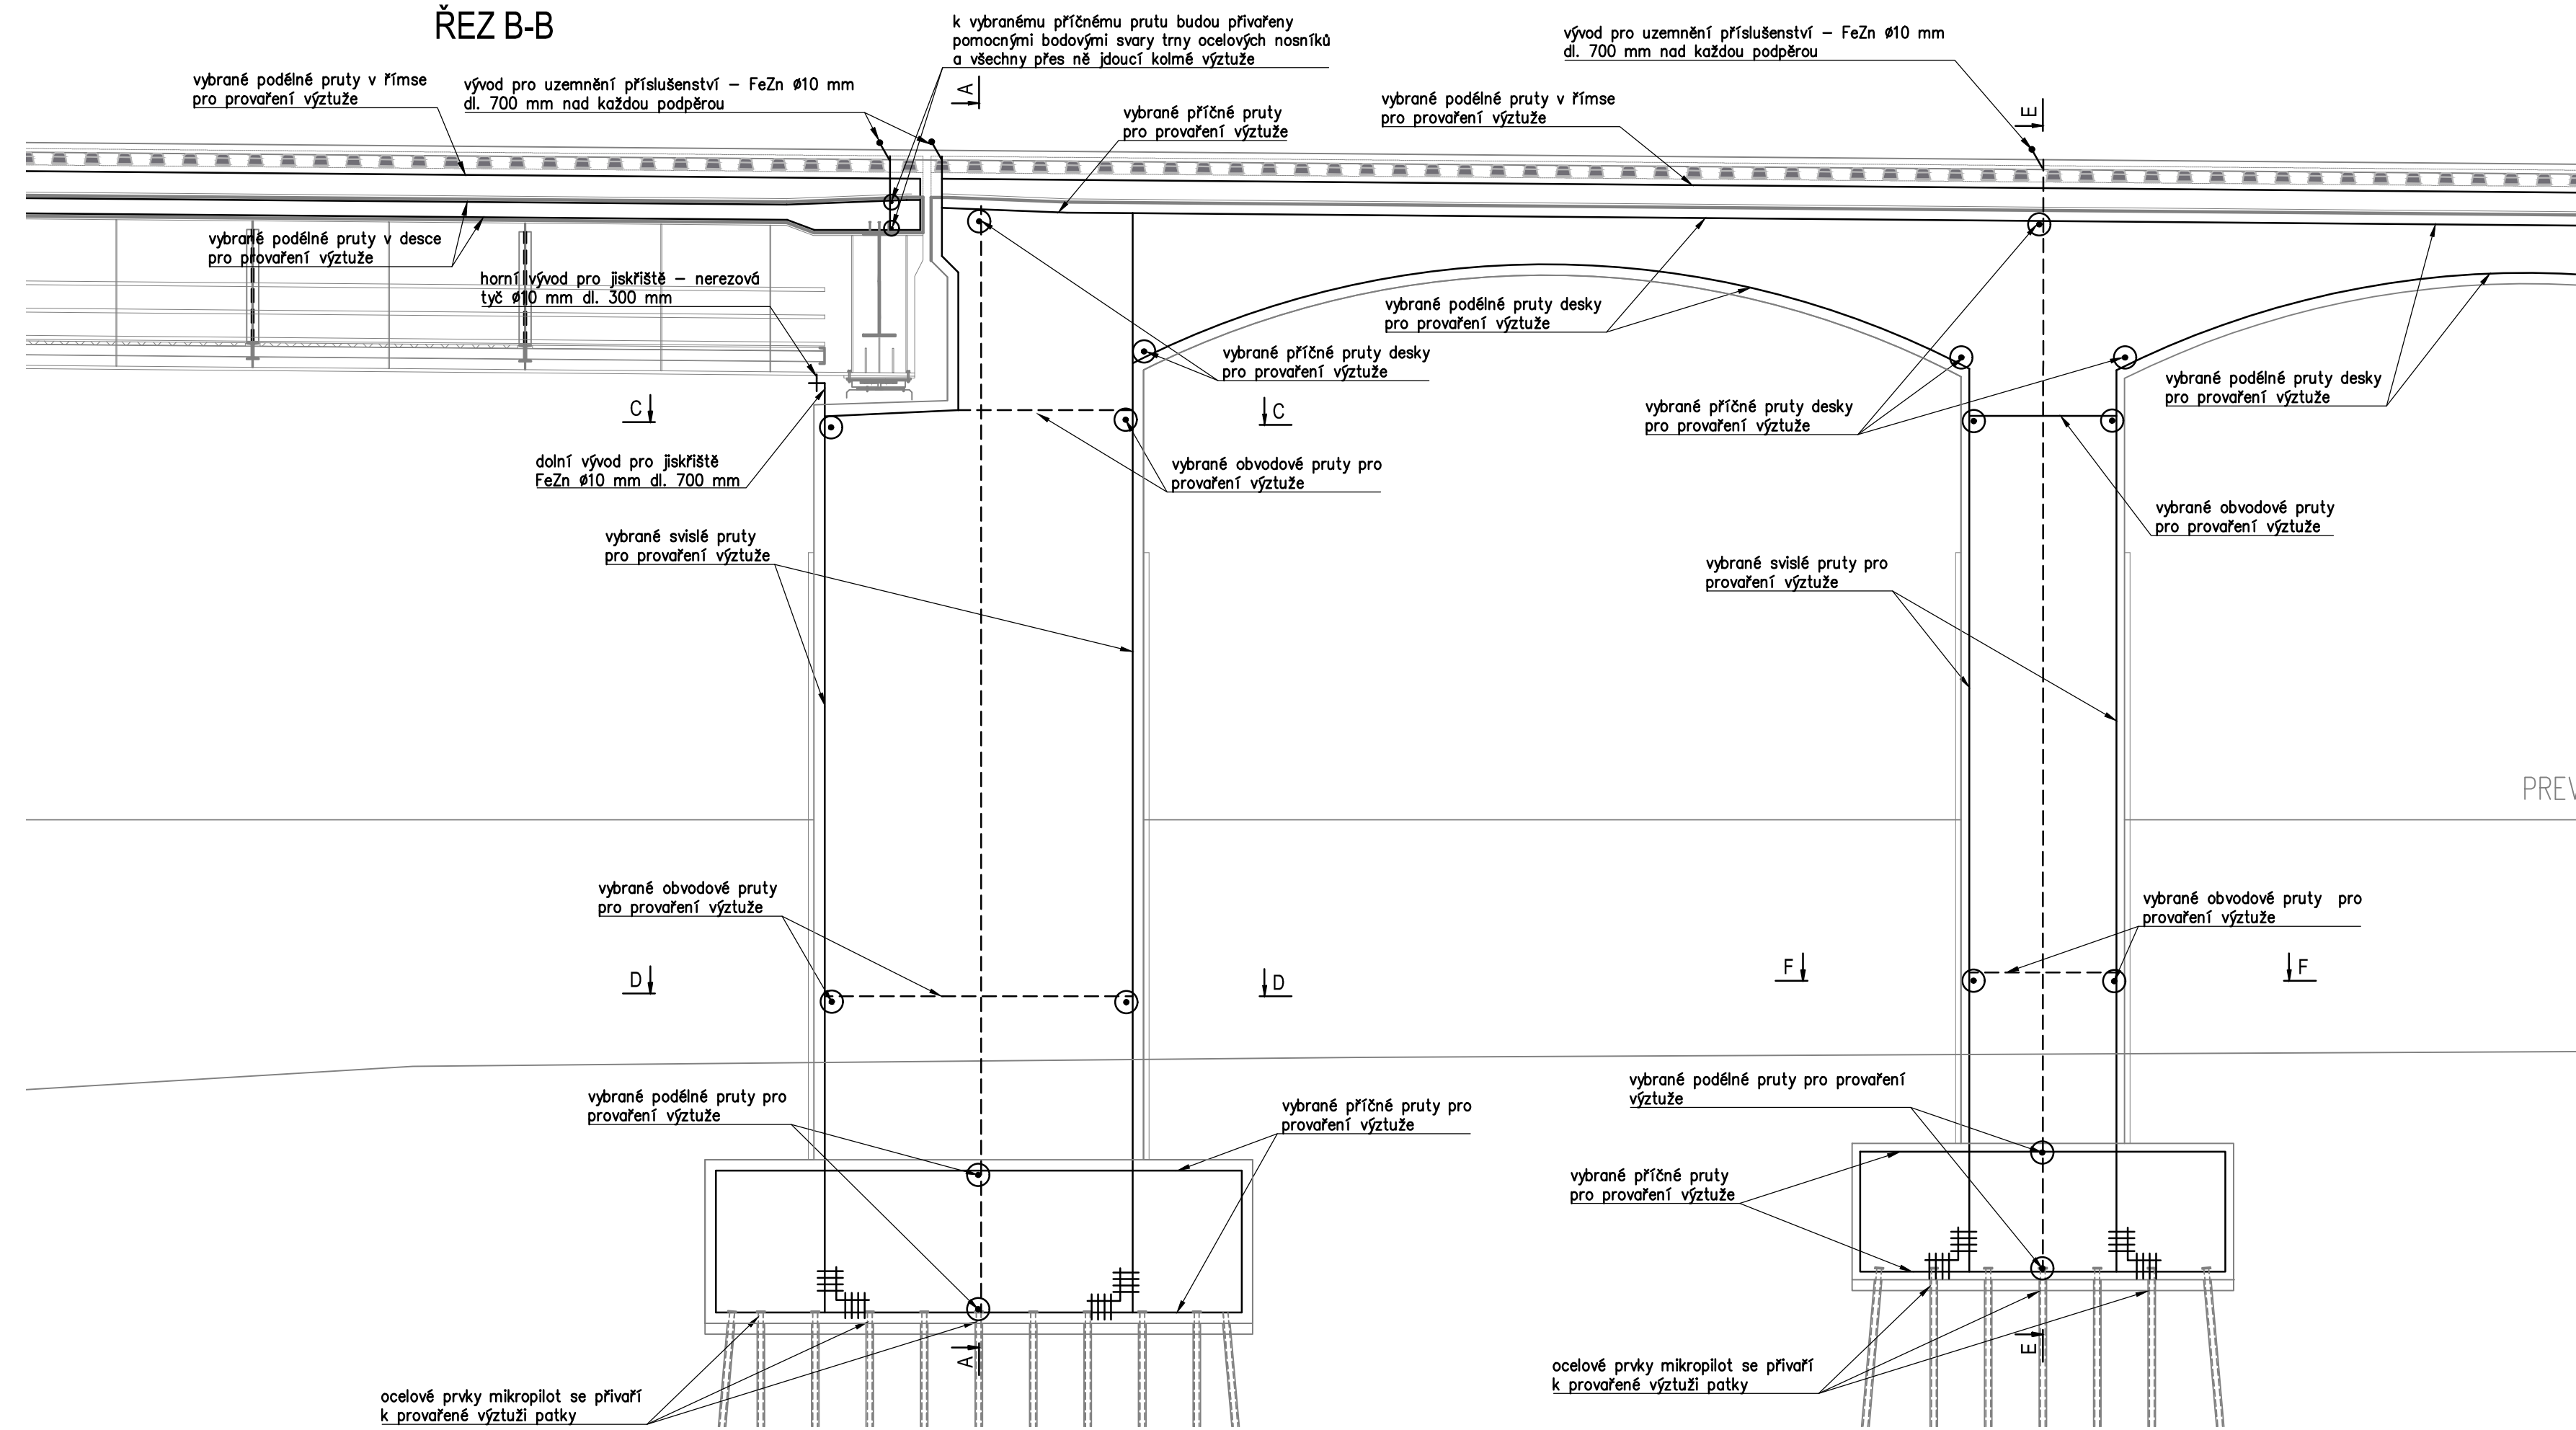 ŘEZ B-B
k vybranému příčnému prutu budou přivařeny
pomocnými bodovými svary trny ocelových nosníků
a všechny přes ně jdoucí kolmé výztuže
vývod pro uzemnění příslušenství – FeZn Ø10 mm
dl. 700 mm nad každou podpěrou
vybrané podélné pruty v římse
pro provaření výztuže
vývod pro uzemnění příslušenství – FeZn Ø10 mm
dl. 700 mm nad každou podpěrou
A
vybrané příčné pruty
pro provaření výztuže
vybrané podélné pruty v římse
pro provaření výztuže
E
vybrané podélné pruty v desce
pro provaření výztuže
horní vývod pro jiskřiště – nerezová
tyč Ø10 mm dl. 300 mm
vybrané podélné pruty desky
pro provaření výztuže
vybrané příčné pruty desky
pro provaření výztuže
vybrané podélné pruty desky
pro provaření výztuže
C
C
vybrané příčné pruty desky
pro provaření výztuže
dolní vývod pro jiskřiště
FeZn Ø10 mm dl. 700 mm
vybrané obvodové pruty pro
provaření výztuže
vybrané obvodové pruty
pro provaření výztuže
vybrané svislé pruty
pro provaření výztuže
vybrané svislé pruty pro
provaření výztuže
PREV
vybrané obvodové pruty
pro provaření výztuže
vybrané obvodové pruty pro
provaření výztuže
D
D
F
F
vybrané podélné pruty pro
provaření výztuže
vybrané příčné pruty pro
provaření výztuže
vybrané podélné pruty pro provaření
výztuže
vybrané příčné pruty
pro provaření výztuže
A
E
ocelové prvky mikropilot se přivaří
k provařené výztuži patky
ocelové prvky mikropilot se přivaří
k provařené výztuži patky